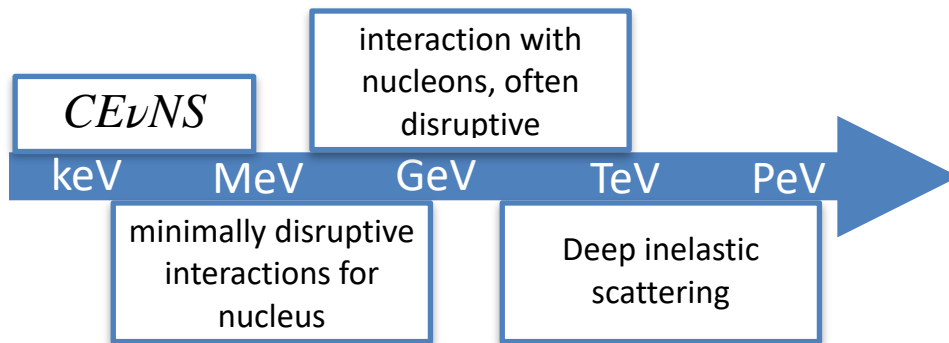 interaction with
nucleons, often
disruptive
CEνNS
keV MeV GeV TeV PeV
minimally disruptive
interactions for
nucleus
Deep inelastic
scattering